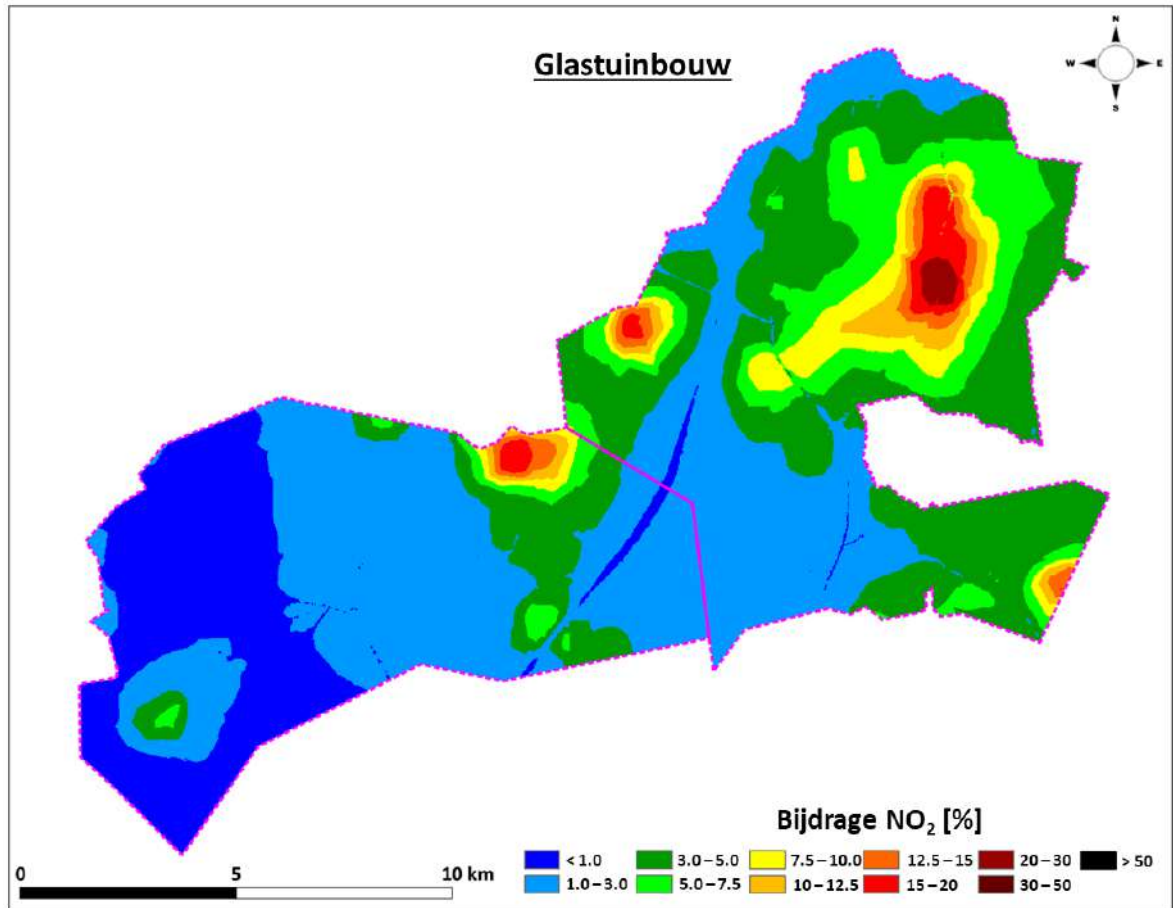 Glastuinbouw
N
W E
S
Bijdrage NO₂ [%]
0 5 10 km
< 1.0 3.0 – 5.0 7.5 – 10.0 12.5 – 15 20 – 30 > 50
1.0 – 3.0 5.0 – 7.5 10 – 12.5 15 – 20 30 – 50